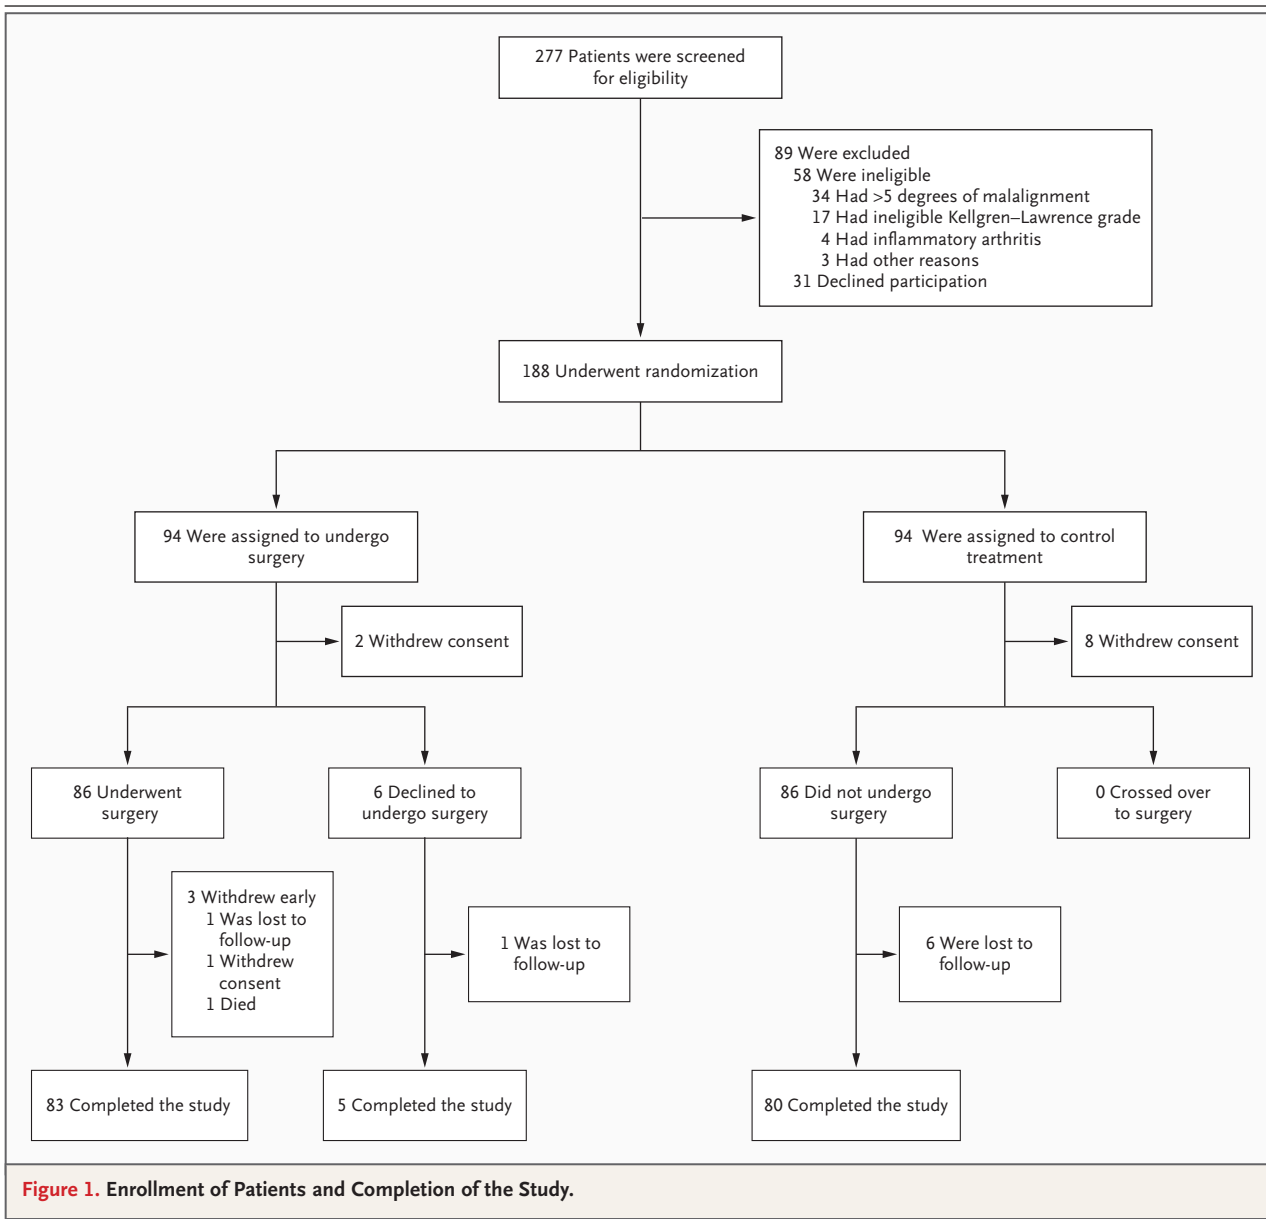 277 Patients were screened
for eligibility
89 Were excluded
58 Were ineligible
34 Had >5 degrees of malalignment
17 Had ineligible Kellgren–Lawrence grade
4 Had inflammatory arthritis
3 Had other reasons
31 Declined participation
188 Underwent randomization
94 Were assigned to undergo
surgery
94 Were assigned to control
treatment
2 Withdrew consent
8 Withdrew consent
86 Underwent
surgery
6 Declined to
undergo surgery
86 Did not undergo
surgery
0 Crossed over
to surgery
3 Withdrew early
1 Was lost to
follow-up
1 Withdrew
consent
1 Died
1 Was lost to
follow-up
6 Were lost to
follow-up
83 Completed the study
5 Completed the study
80 Completed the study
Figure 1. Enrollment of Patients and Completion of the Study.